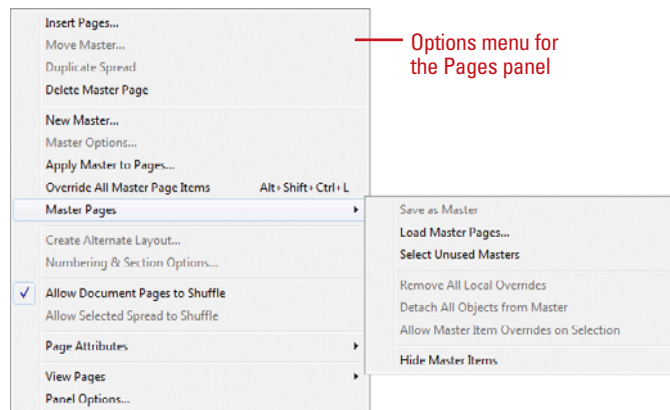 Insert Pages...
Move Master...
Duplicate Spread
Delete Master Page
New Master...
Master Options...
Apply Master to Pages...
Override All Master Page Items Alt+Shift+Ctrl+L
Master Pages
Create Alternate Layout...
Numbering & Section Options...
Allow Document Pages to Shuffle
Allow Selected Spread to Shuffle
Page Attributes
View Pages
Panel Options...
Options menu for
the Pages panel
Save as Master
Load Master Pages...
Select Unused Masters
Remove All Local Overrides
Detach All Objects from Master
Allow Master Item Overrides on Selection
Hide Master Items